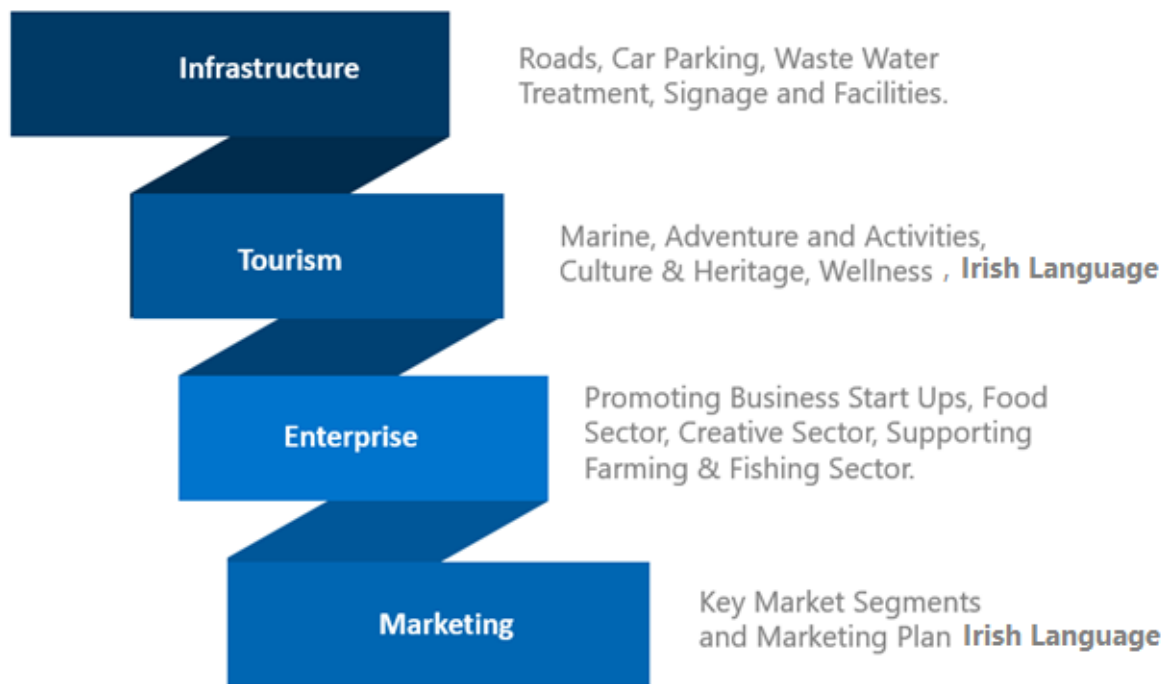 Infrastructure
Roads, Car Parking, Waste Water
Treatment, Signage and Facilities.
Tourism
Marine, Adventure and Activities,
Culture & Heritage, Wellness , Irish Language
Enterprise
Promoting Business Start Ups, Food
Sector, Creative Sector, Supporting
Farming & Fishing Sector.
Marketing
Key Market Segments
and Marketing Plan Irish Language